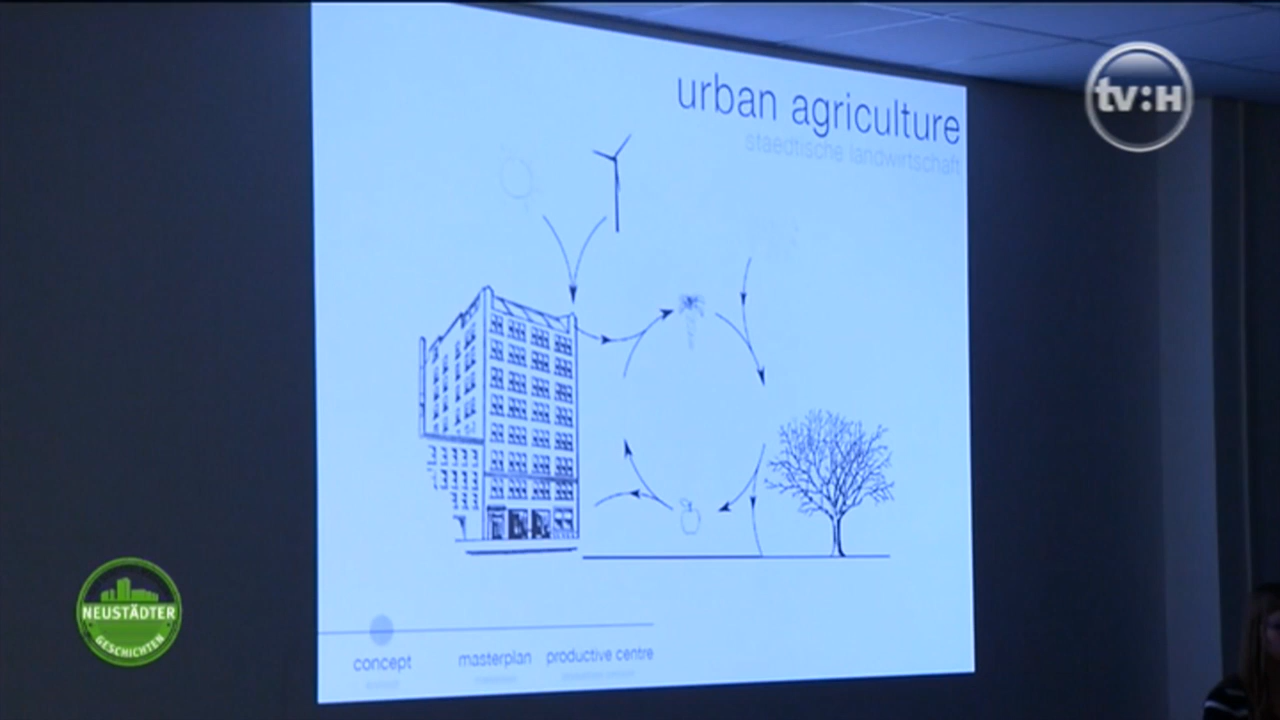 urban agriculture
staedtische landwirtschaft
tv:H
NEUSTÄDTER
GESCHICHTEN
concept
masterplan
productive centre